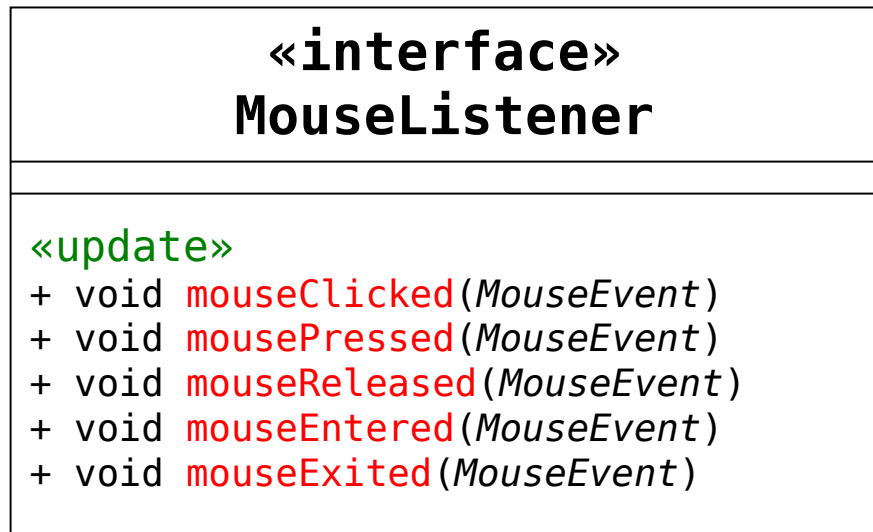 «interface»
MouseListener
«update»
+ void mouseClicked(MouseEvent)
+ void mousePressed(MouseEvent)
+ void mouseReleased(MouseEvent)
+ void mouseEntered(MouseEvent)
+ void mouseExited(MouseEvent)